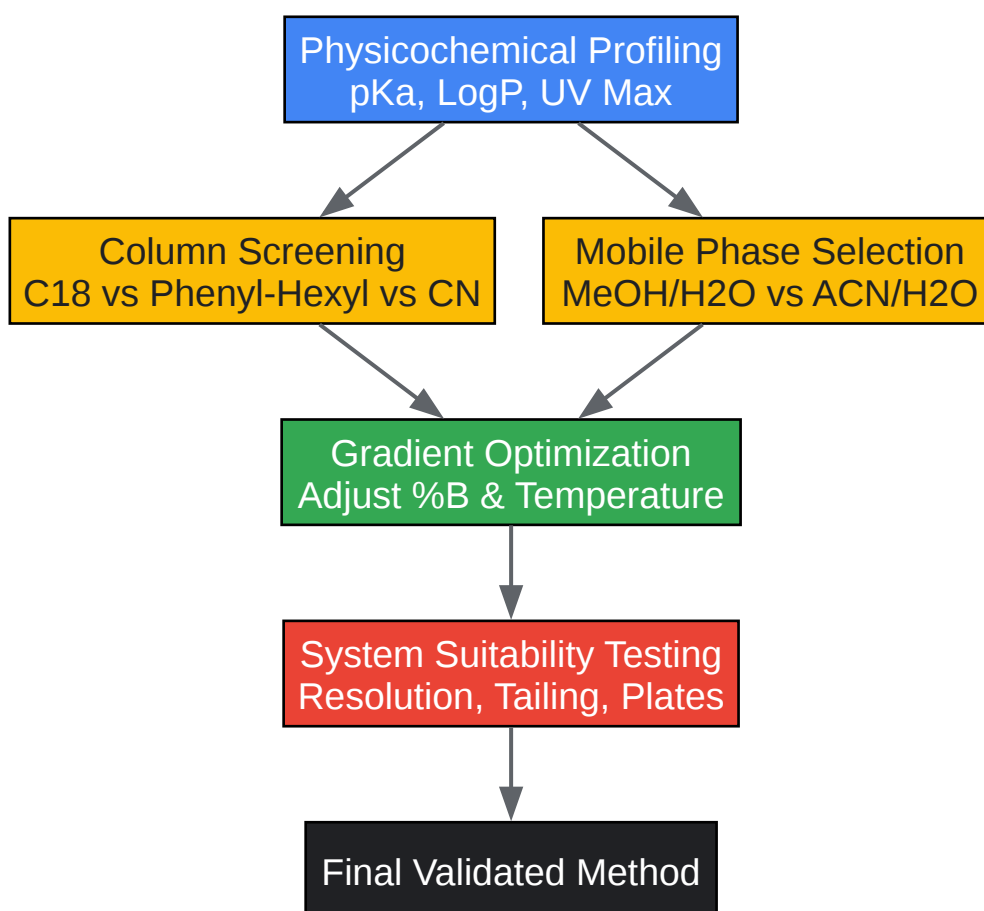 Physicochemical Profiling
pKa, LogP, UV Max
Column Screening
C18 vs Phenyl-Hexyl vs CN
Mobile Phase Selection
MeOH/H2O vs ACN/H2O
Gradient Optimization
Adjust %B & Temperature
System Suitability Testing
Resolution, Tailing, Plates
Final Validated Method